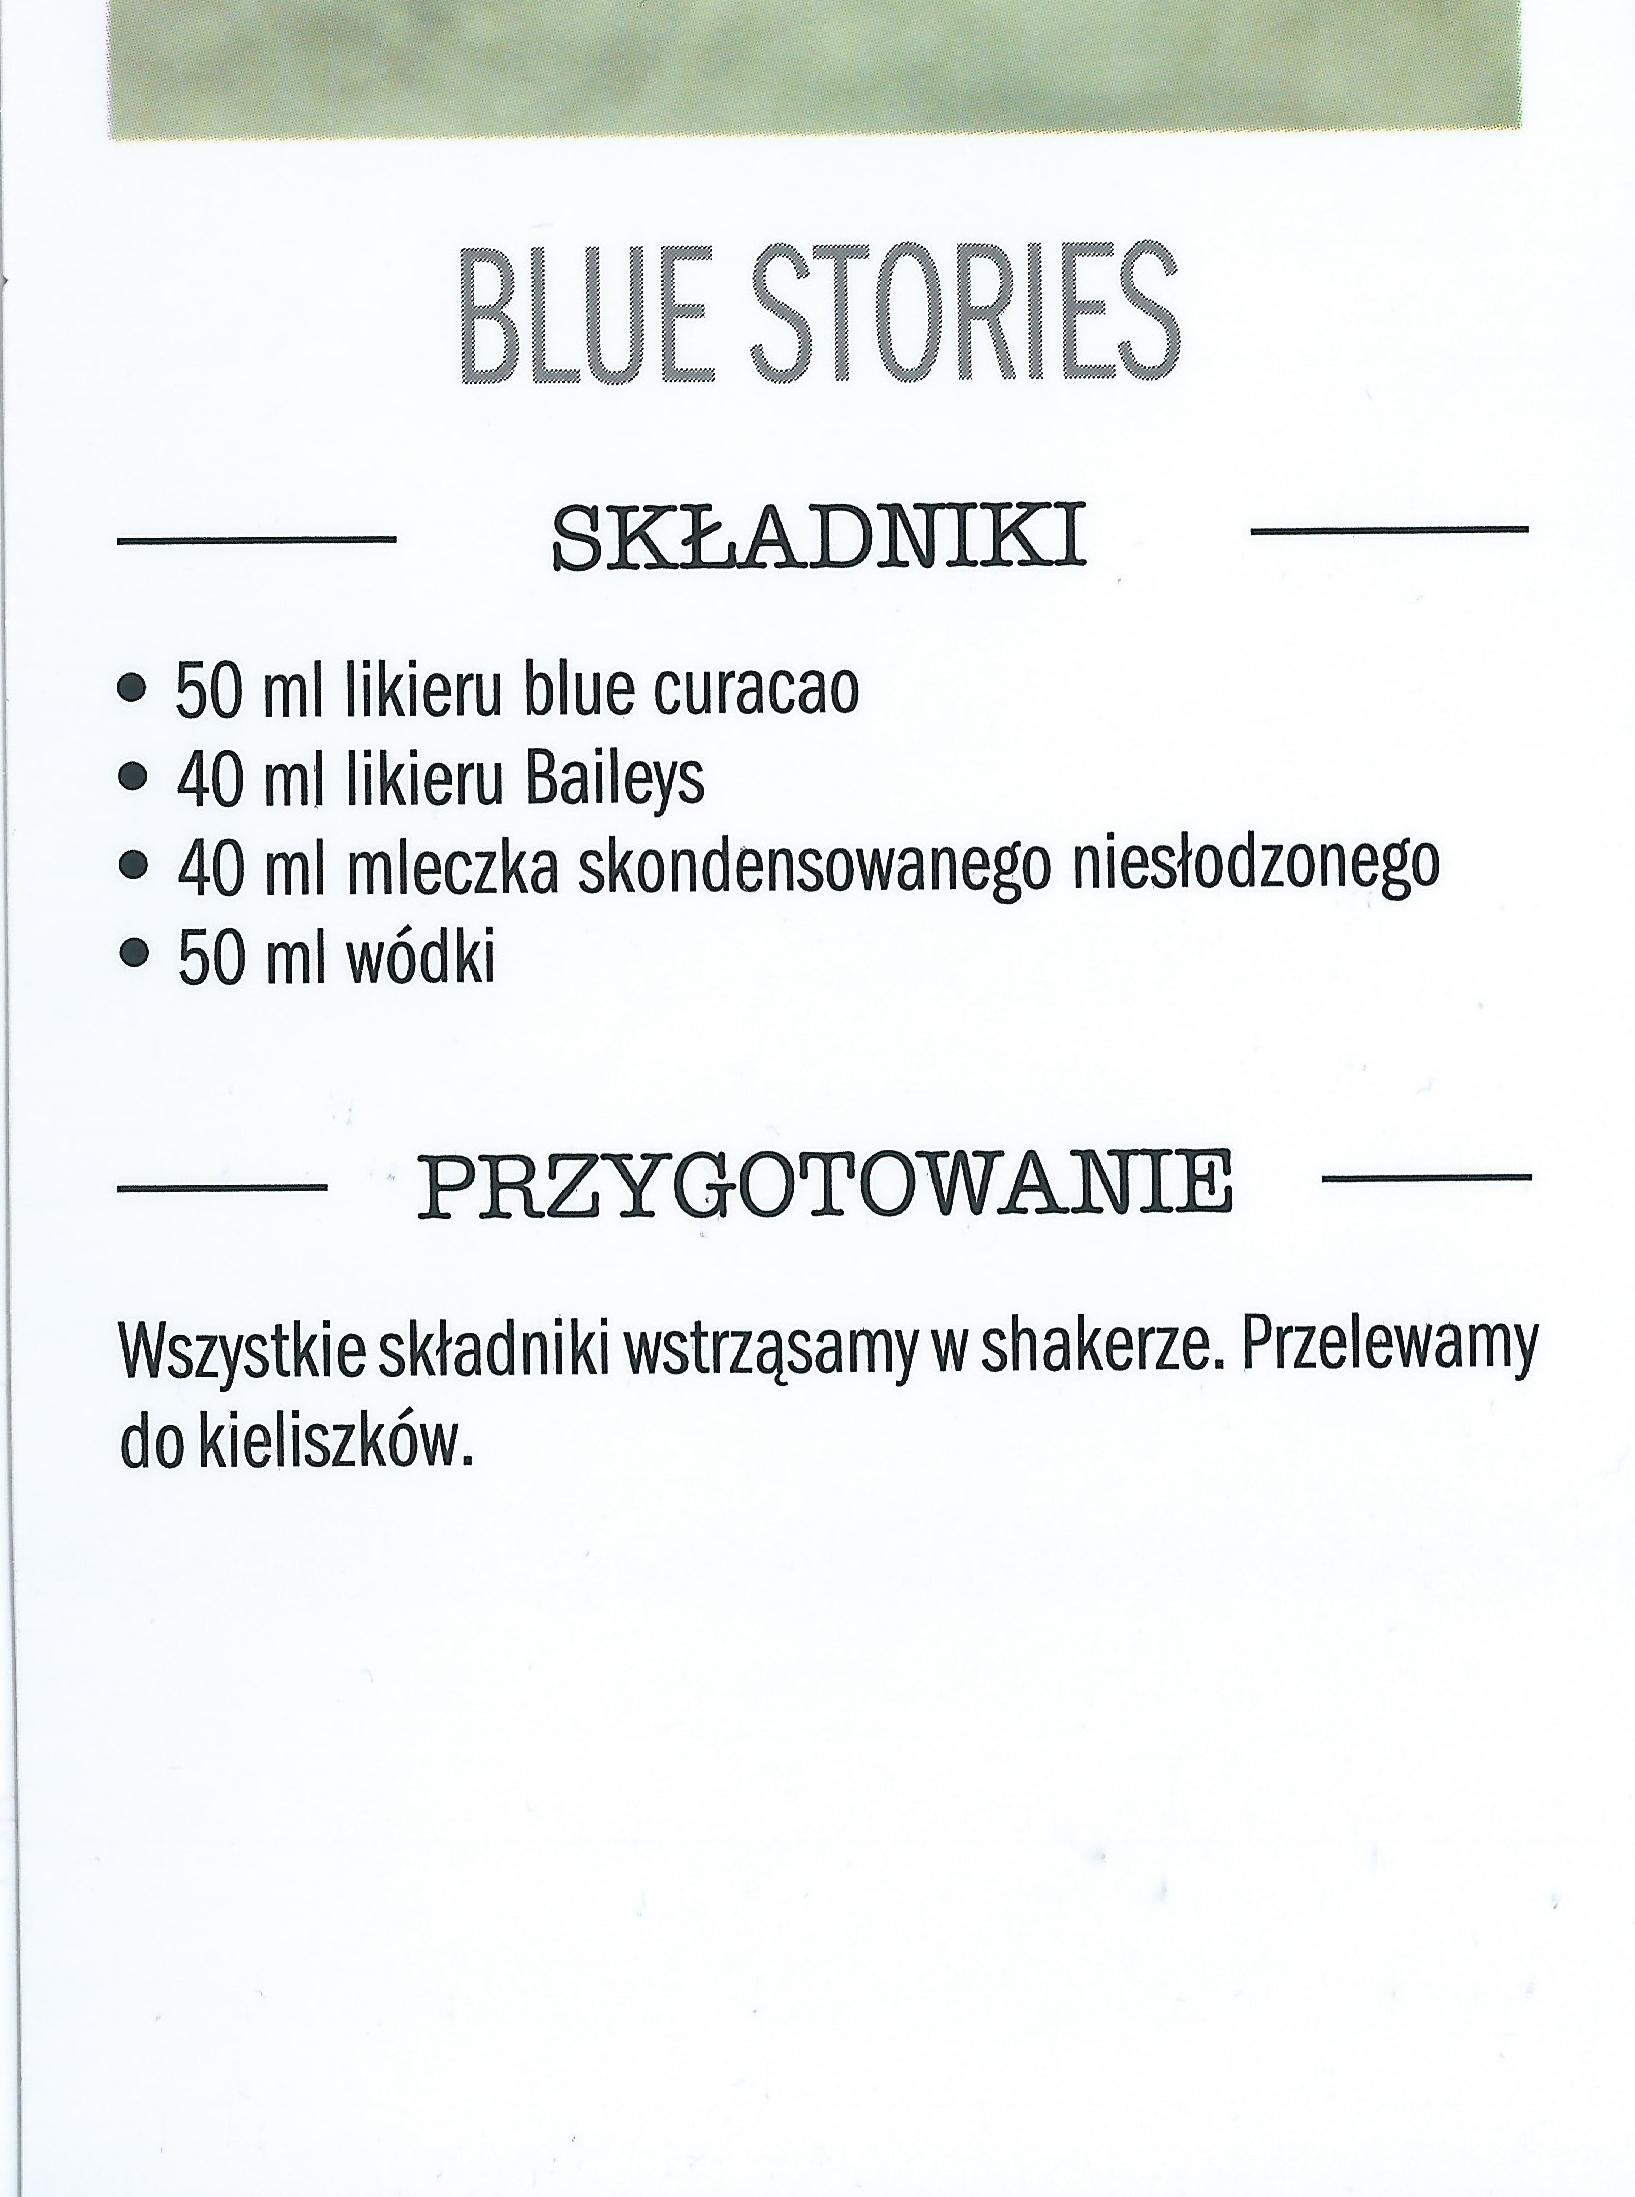 BLUE STORIES
SKŁADNIKI
• 50 ml likieru blue curacao
• 40 ml likieru Baileys
• 40 ml mleczka skondensowanego niesłodzonego
• 50 ml wódki
PRZYGOTOWANIE
Wszystkie składniki wstrząsamy w shakerze. Przelewamy
do kieliszków.